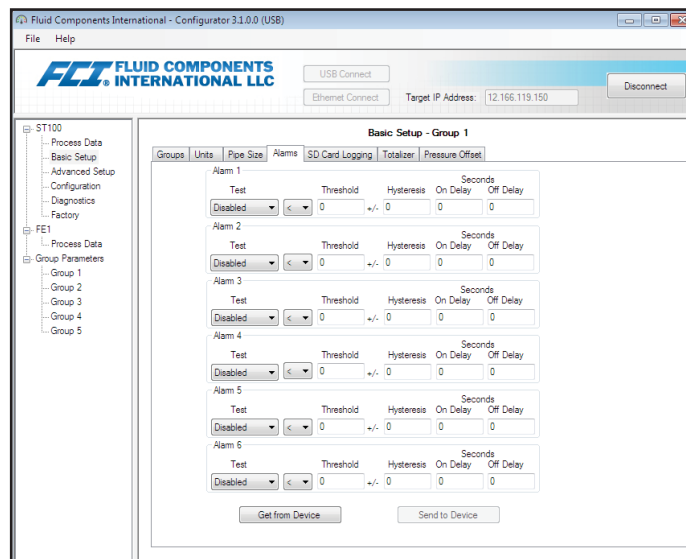 Fluid Components International - Configurator 3.1.0.0 (USB)
File Help
FCI ® FLUID COMPONENTS
INTERNATIONAL LLC
USB Connect
Ethernet Connect Target IP Address: 12.166.119.150
Disconnect
ST100
Process Data
Basic Setup
Advanced Setup
Configuration
Diagnostics
Factory
FE1
Process Data
Group Parameters
Group 1
Group 2
Group 3
Group 4
Group 5
Basic Setup - Group 1
Groups Units Pipe Size Alarms SD Card Logging Totalizer Pressure Offset
Alarm 1
Seconds
Test Threshold Hysteresis On Delay Off Delay
Disabled < 0 +/- 0 0 0
Alarm 2
Seconds
Test Threshold Hysteresis On Delay Off Delay
Disabled < 0 +/- 0 0 0
Alarm 3
Seconds
Test Threshold Hysteresis On Delay Off Delay
Disabled < 0 +/- 0 0 0
Alarm 4
Seconds
Test Threshold Hysteresis On Delay Off Delay
Disabled < 0 +/- 0 0 0
Alarm 5
Seconds
Test Threshold Hysteresis On Delay Off Delay
Disabled < 0 +/- 0 0 0
Alarm 6
Seconds
Test Threshold Hysteresis On Delay Off Delay
Disabled < 0 +/- 0 0 0
Get from Device Send to Device